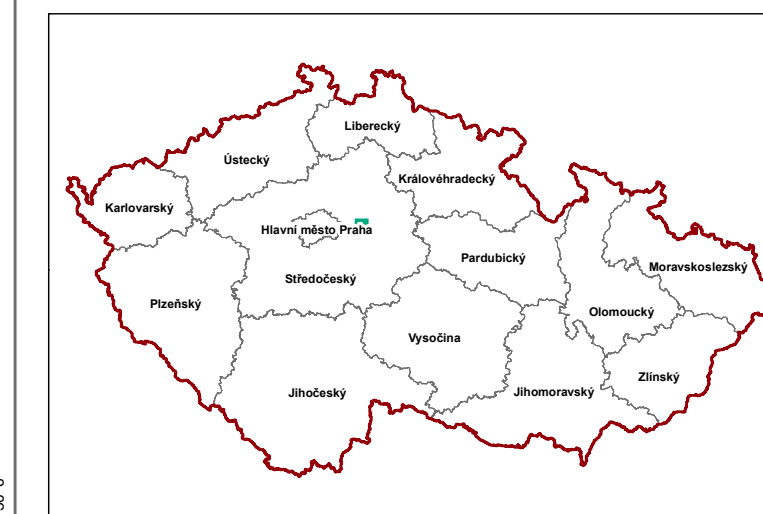 Liberecký
Ústecký
Královéhradecký
Karlovarský
Hlavní město Praha
Pardubický
Moravskoslezský
Středočeský
Plzeňský
Olomoucký
Vysočina
Zlínský
Jihočeský
Jihomoravský